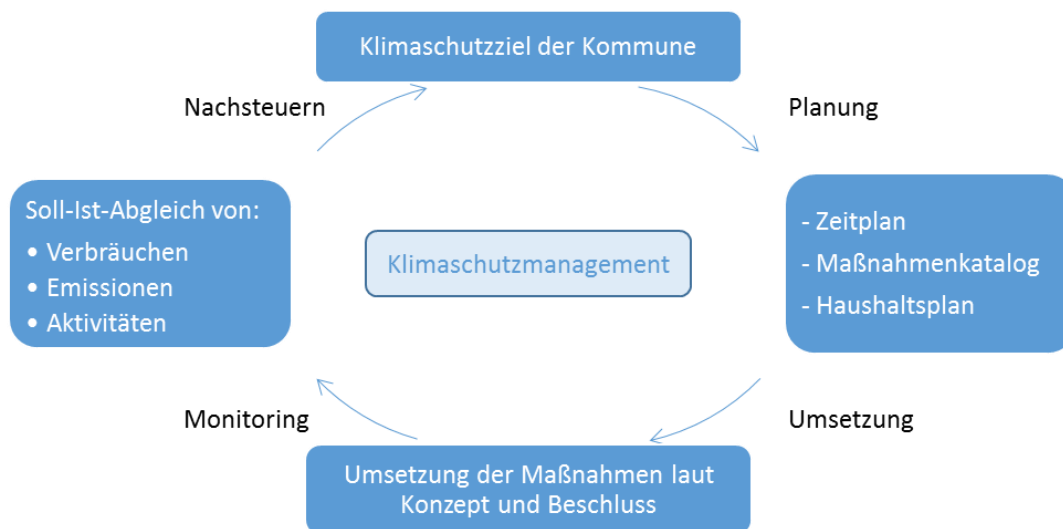 Klimaschutzziel der Kommune
Nachsteuern
Planung
Soll-Ist-Abgleich von:
• Verbräuchen
• Emissionen
• Aktivitäten
Klimaschutzmanagement
- Zeitplan
- Maßnahmenkatalog
- Haushaltsplan
Monitoring
Umsetzung
Umsetzung der Maßnahmen laut
Konzept und Beschluss